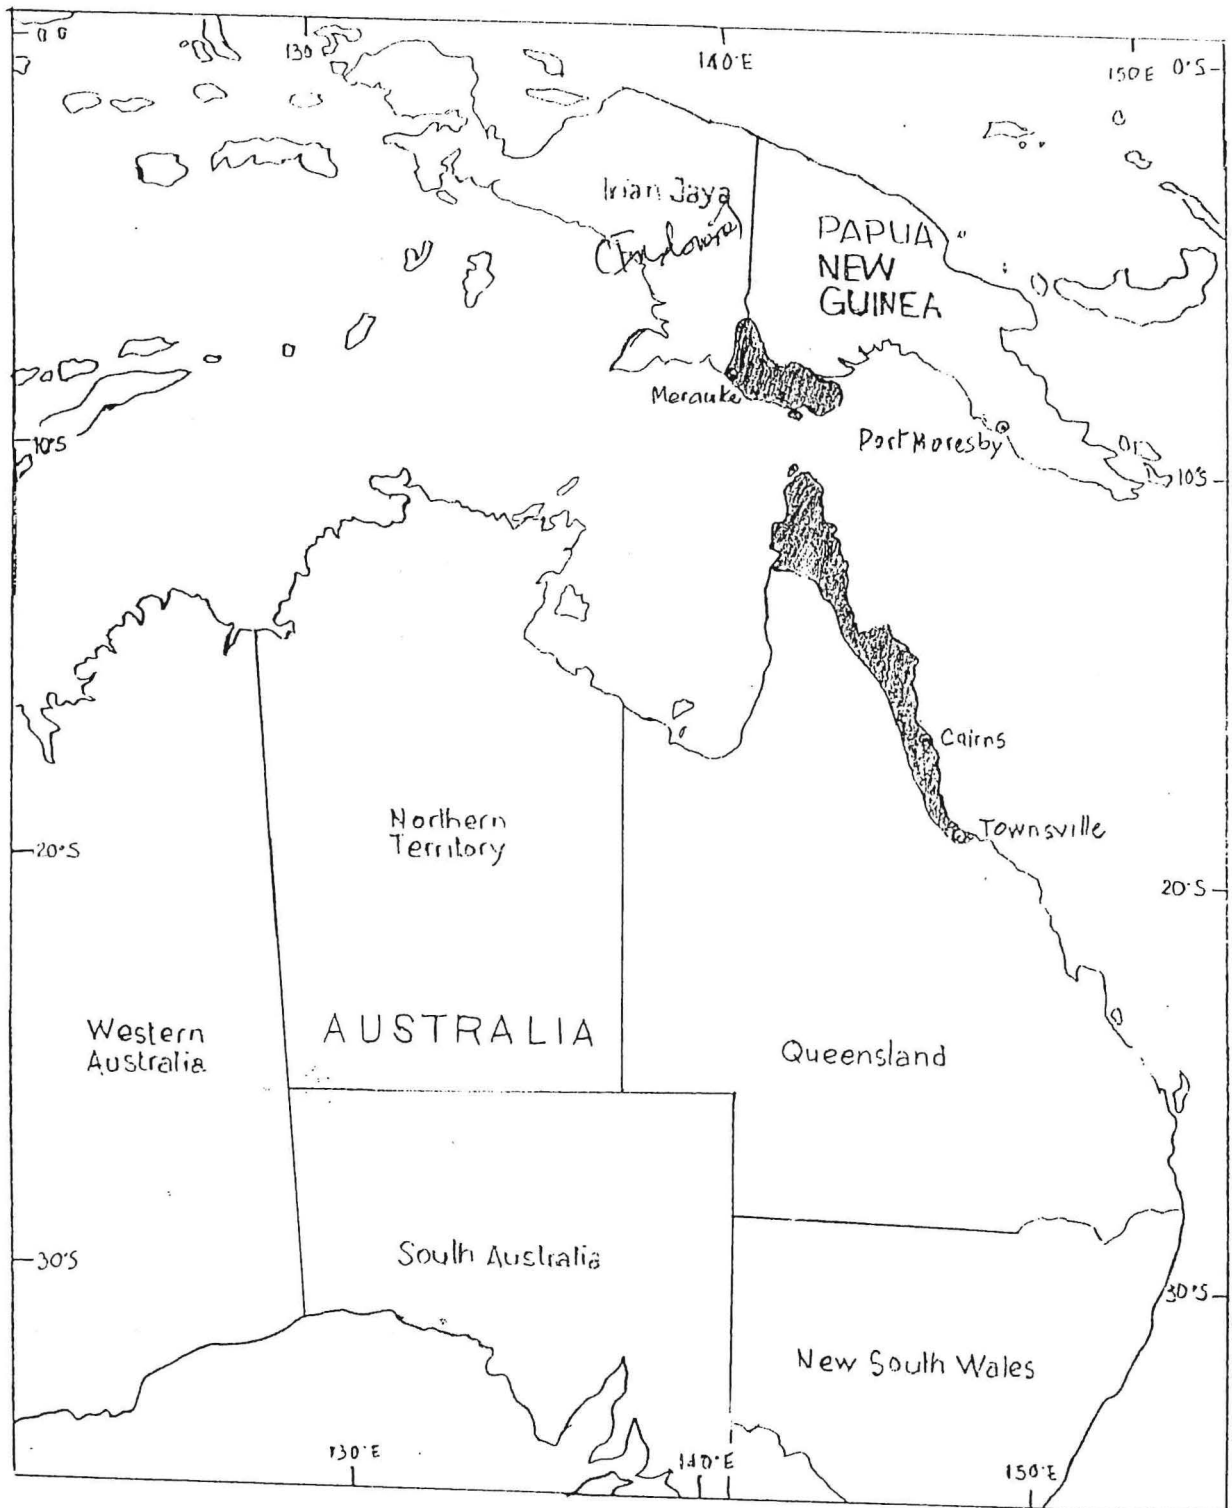 130
140°E
150E
0°S
Irian Jaya
PAPUA
NEW
GUINEA
Merauke
Port Moresby
10°S
10°S
Cairns
Townsville
Northern
Territory
20°S
20°S
Western
Australia
AUSTRALIA
Queensland
South Australia
30°S
30°S
New South Wales
130°E
140°E
150°E